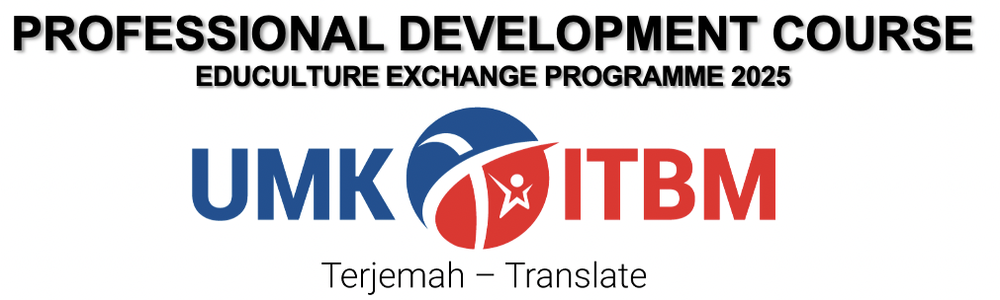 PROFESSIONAL DEVELOPMENT COURSE
EDUCULTURE EXCHANGE PROGRAMME 2025
UMK ITBM
Terjemah – Translate